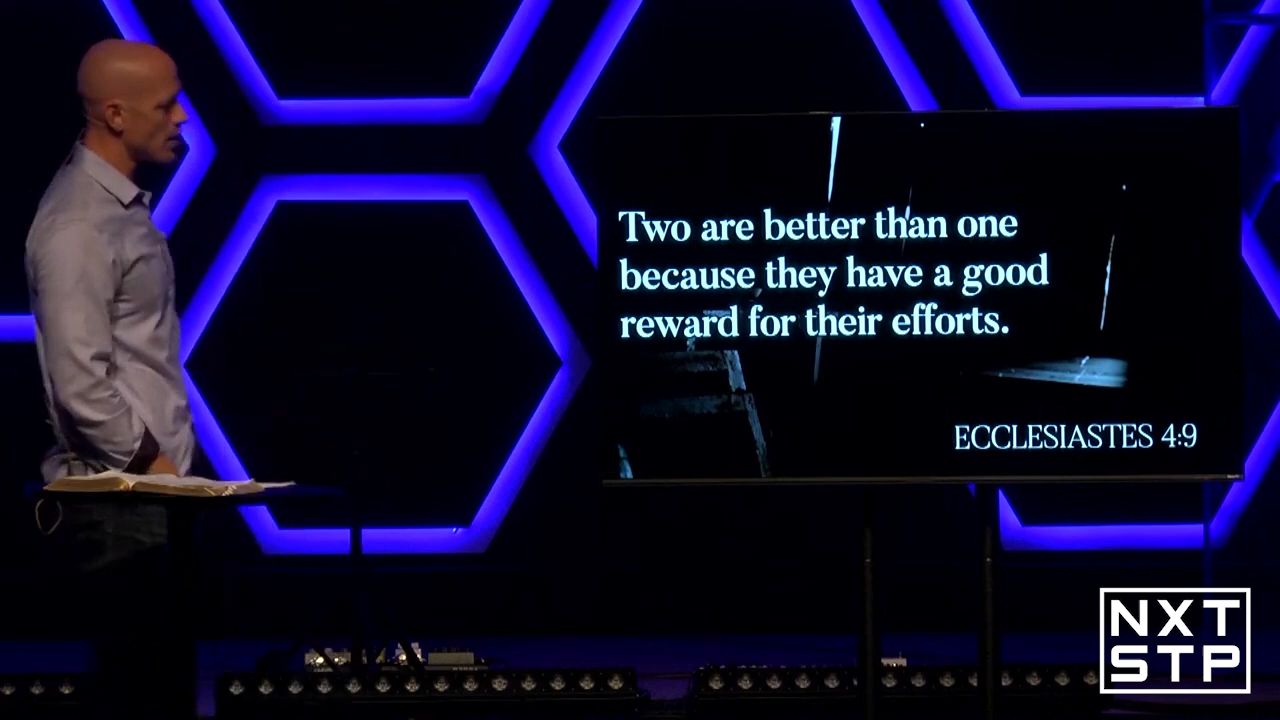 Two are better than one
because they have a good
reward for their efforts.
ECCLESIASTES 4:9
NXT
STP